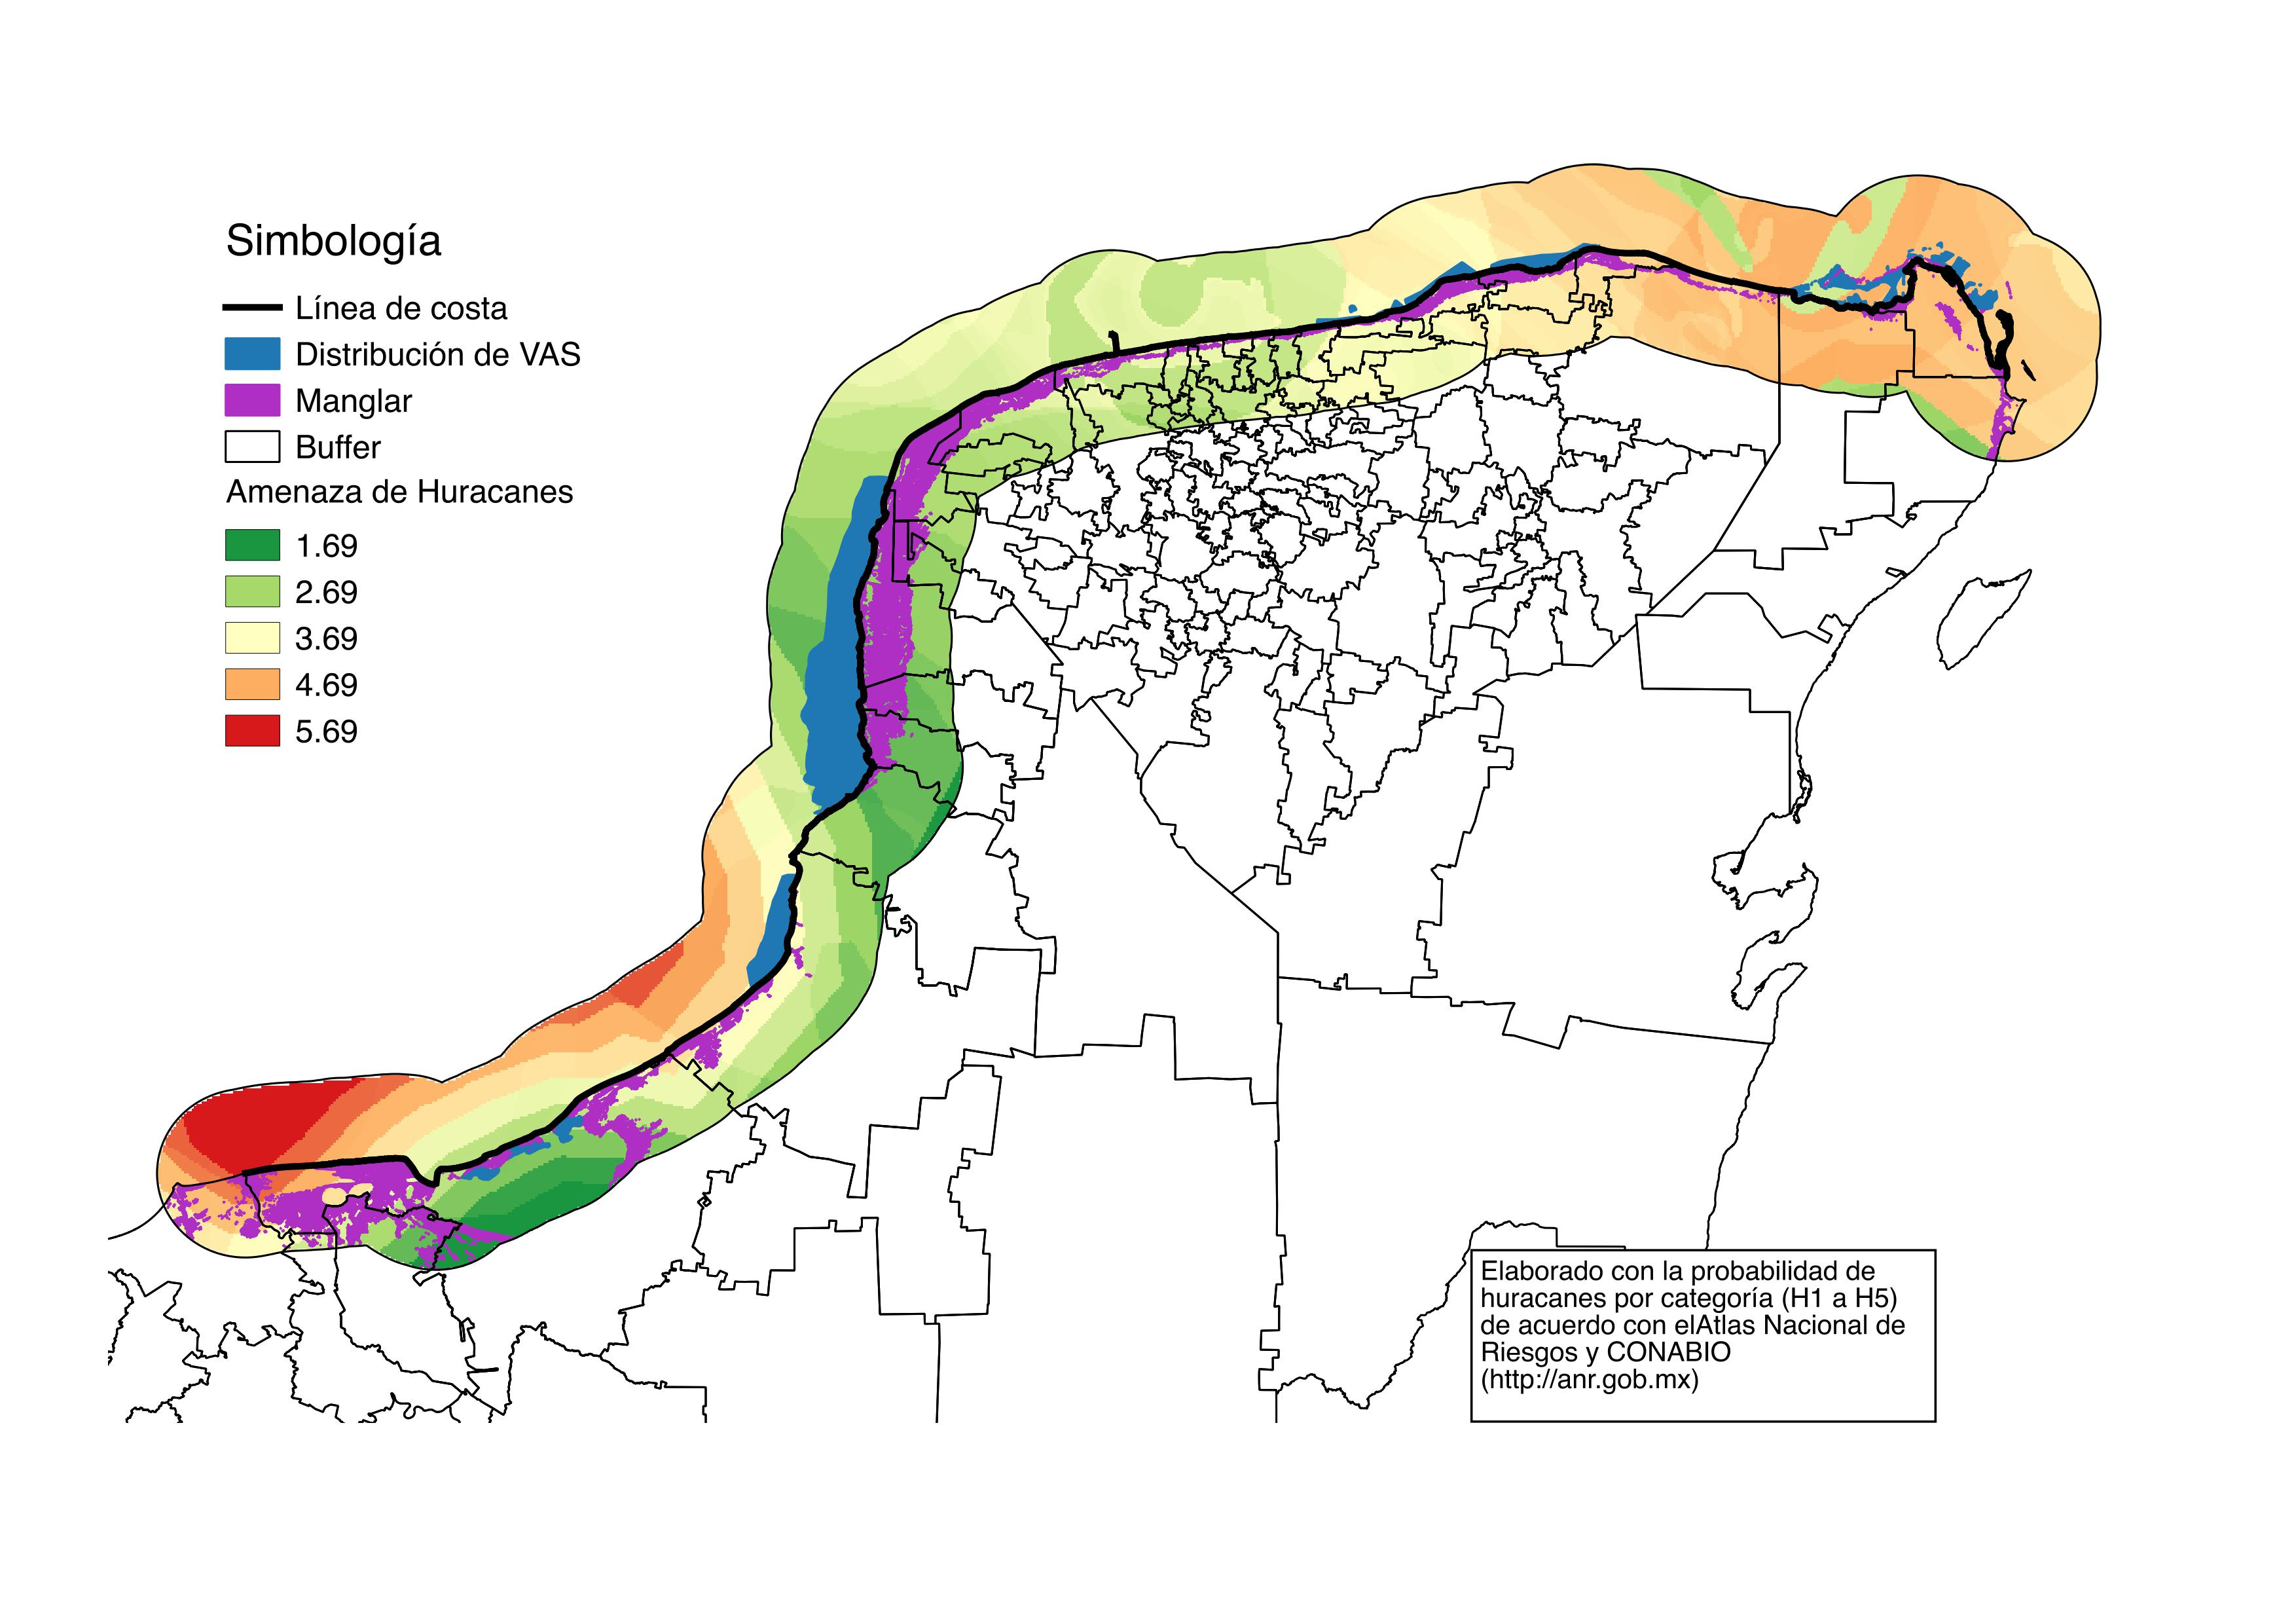 Simbología
Línea de costa
Distribución de VAS
Manglar
Buffer
Amenaza de Huracanes
1.69
2.69
3.69
4.69
5.69
Elaborado con la probabilidad de
huracanes por categoría (H1 a H5)
de acuerdo con elAtlas Nacional de
Riesgos y CONABIO
(http://anr.gob.mx)